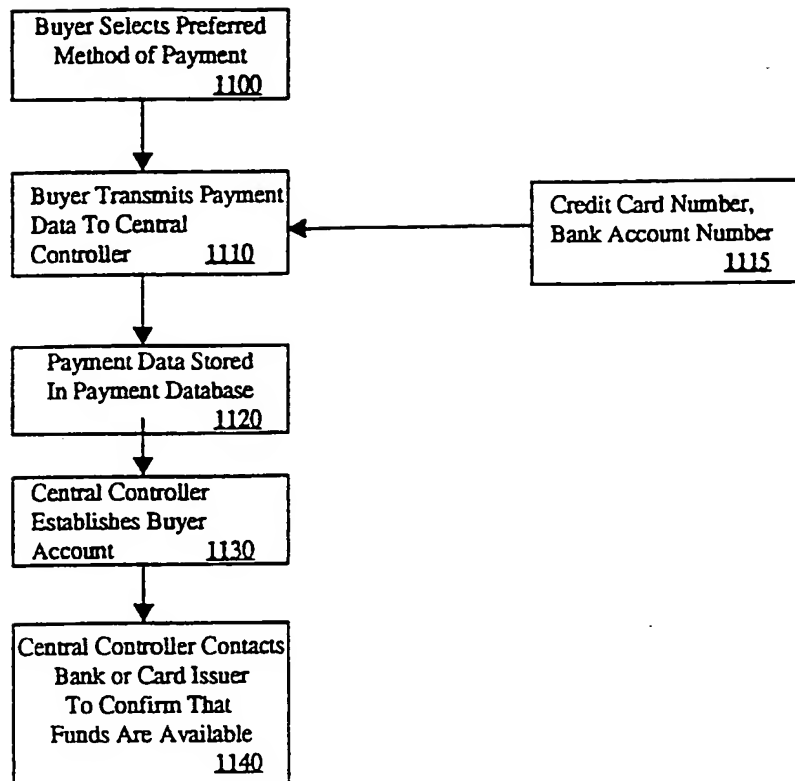 Buyer Selects Preferred
Method of Payment
1100
Buyer Transmits Payment
Data To Central
Controller 1110
Credit Card Number,
Bank Account Number
1115
Payment Data Stored
In Payment Database
1120
Central Controller
Establishes Buyer
Account 1130
Central Controller Contacts
Bank or Card Issuer
To Confirm That
Funds Are Available
1140